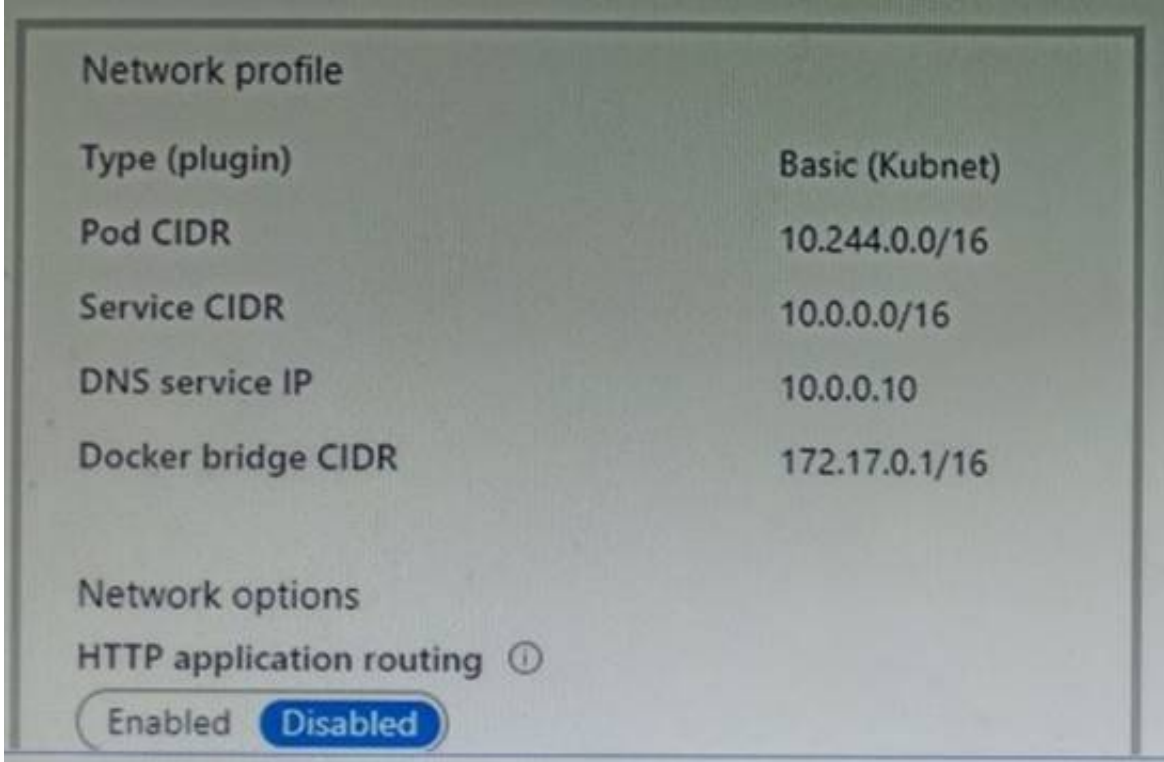 Network profile
Type (plugin) Basic (Kubnet)
Pod CIDR 10.244.0.0/16
Service CIDR 10.0.0.0/16
DNS service IP 10.0.0.10
Docker bridge CIDR 172.17.0.1/16
Network options
HTTP application routing
Enabled Disabled